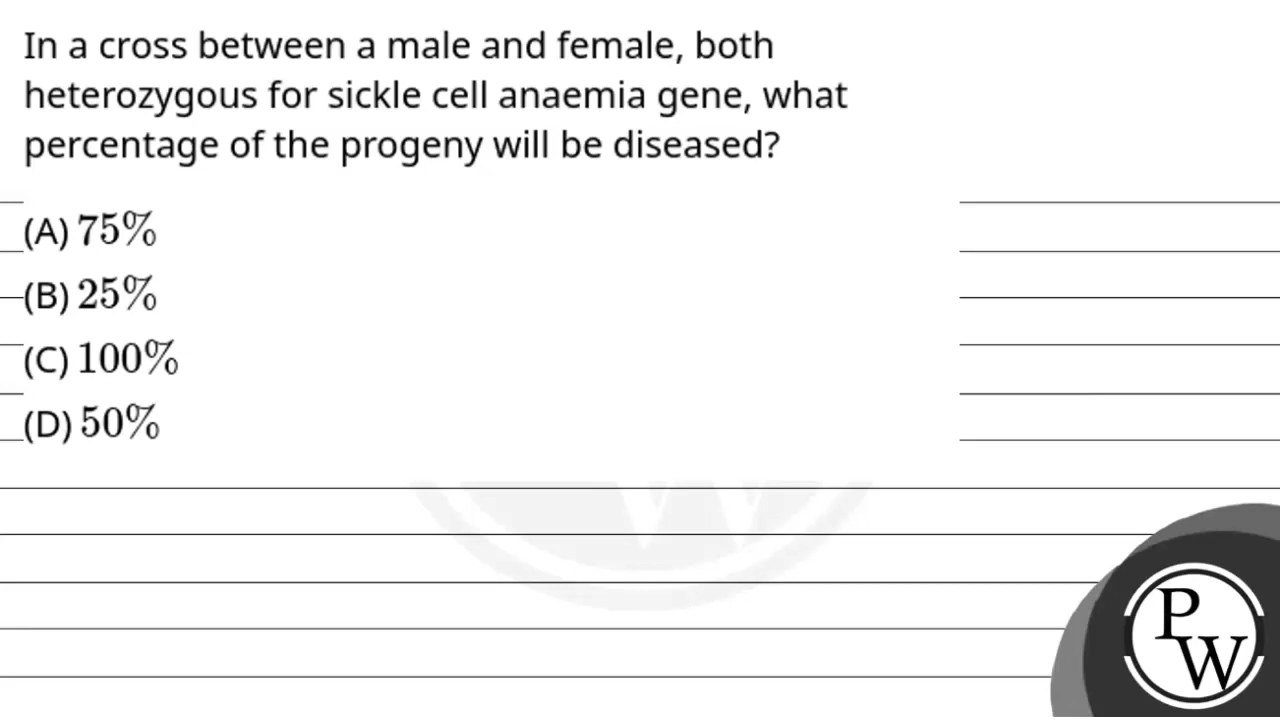 In a cross between a male and female, both
heterozygous for sickle cell anaemia gene, what
percentage of the progeny will be diseased?
(A) 75%
(B) 25%
(C) 100%
(D) 50%
P
W